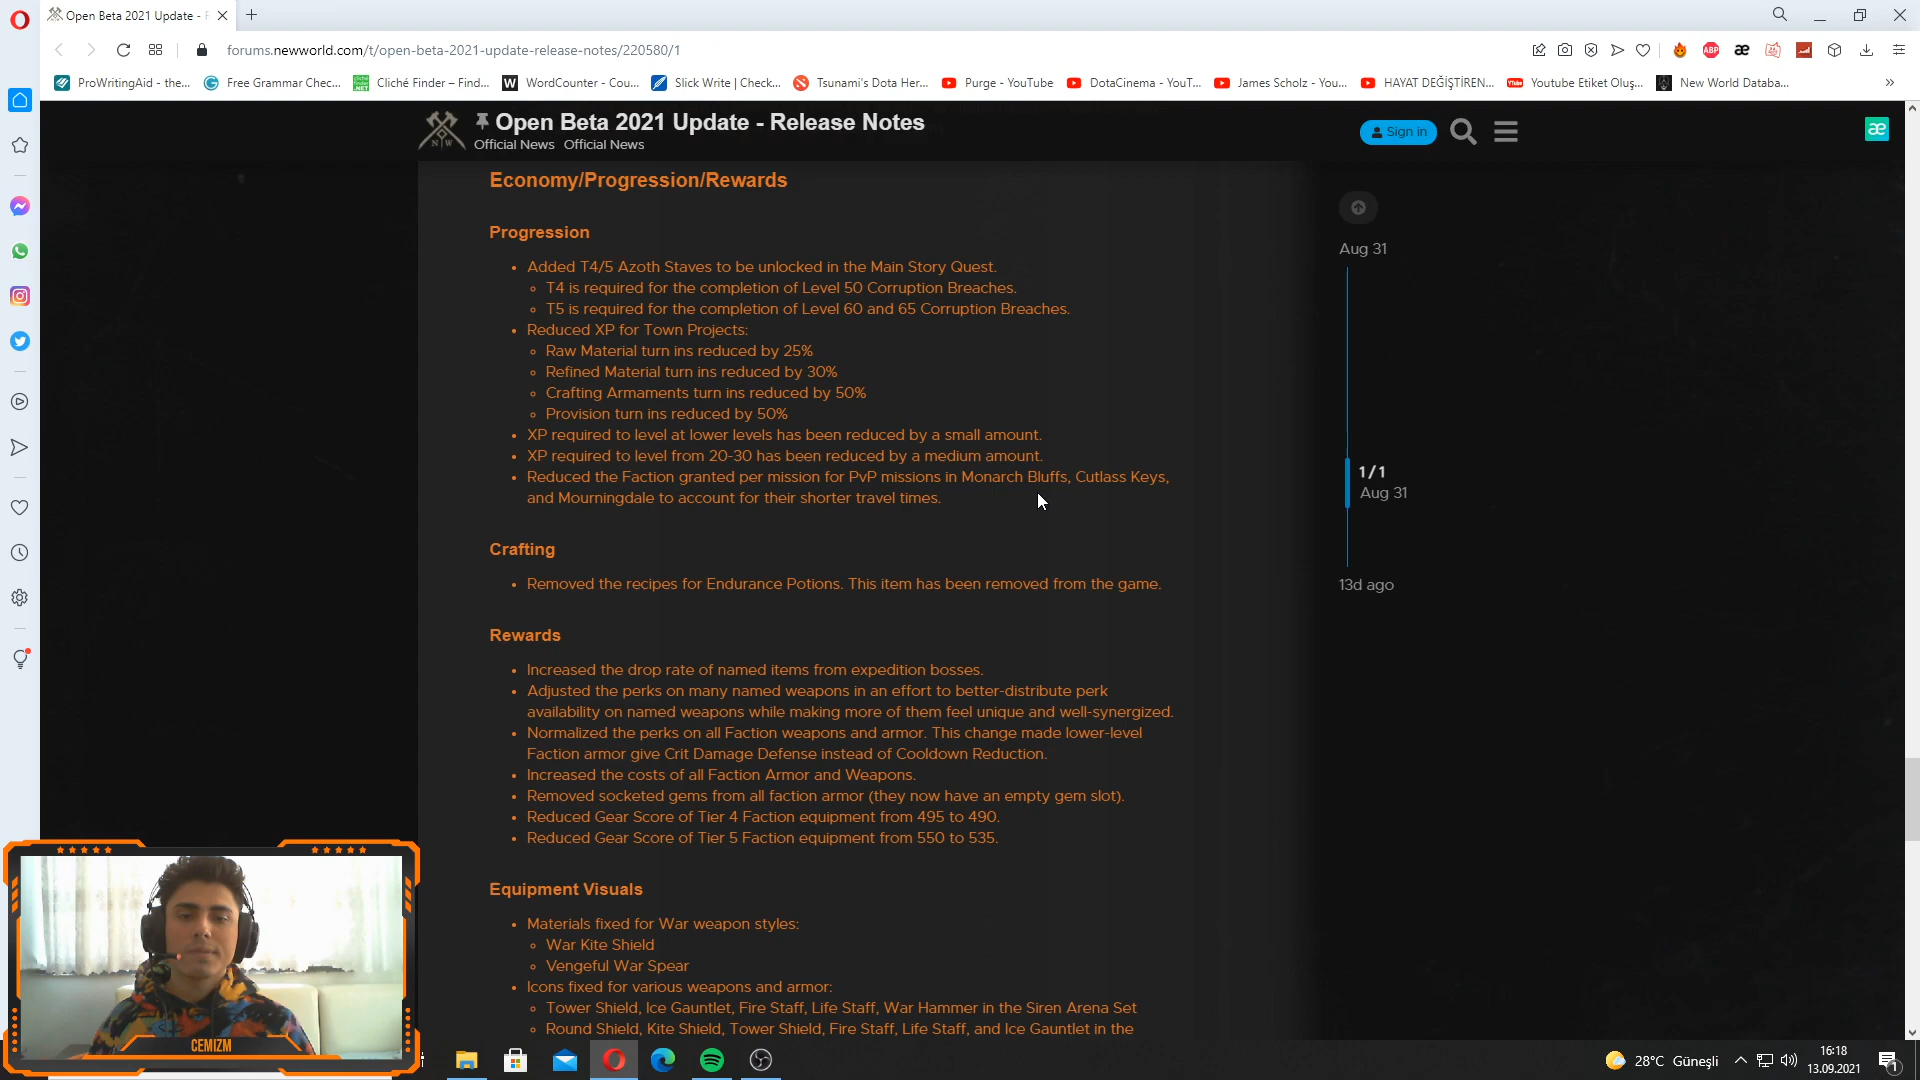 Open Beta 2021 Update -
forums.newworld.com/t/open-beta-2021-update-release-notes/220580/1
ABP
æ
ProWritingAid - the...
Free Grammar Chec...
Cliché Finder – Find...
WordCounter - Cou...
Slick Write | Check...
Tsunami's Dota Her...
Purge - YouTube
DotaCinema - YouT...
James Scholz - You...
HAYAT DEĞİŞTİREN...
Youtube Etiket Oluş...
New World Databa...
»
Open Beta 2021 Update - Release Notes
Official News Official News
Sign in
æ
Economy/Progression/Rewards
Progression
• Added T4/5 Azoth Staves to be unlocked in the Main Story Quest.
◦ T4 is required for the completion of Level 50 Corruption Breaches.
◦ T5 is required for the completion of Level 60 and 65 Corruption Breaches.
• Reduced XP for Town Projects:
◦ Raw Material turn ins reduced by 25%
◦ Refined Material turn ins reduced by 30%
◦ Crafting Armaments turn ins reduced by 50%
◦ Provision turn ins reduced by 50%
• XP required to level at lower levels has been reduced by a small amount.
• XP required to level from 20-30 has been reduced by a medium amount.
• Reduced the Faction granted per mission for PvP missions in Monarch Bluffs, Cutlass Keys,
and Mourningdale to account for their shorter travel times.
Aug 31
1/1
Aug 31
13d ago
Crafting
• Removed the recipes for Endurance Potions. This item has been removed from the game.
Rewards
• Increased the drop rate of named items from expedition bosses.
• Adjusted the perks on many named weapons in an effort to better-distribute perk
availability on named weapons while making more of them feel unique and well-synergized.
• Normalized the perks on all Faction weapons and armor. This change made lower-level
Faction armor give Crit Damage Defense instead of Cooldown Reduction.
• Increased the costs of all Faction Armor and Weapons.
• Removed socketed gems from all faction armor (they now have an empty gem slot).
• Reduced Gear Score of Tier 4 Faction equipment from 495 to 490.
• Reduced Gear Score of Tier 5 Faction equipment from 550 to 535.
Equipment Visuals
• Materials fixed for War weapon styles:
◦ War Kite Shield
◦ Vengeful War Spear
• Icons fixed for various weapons and armor:
◦ Tower Shield, Ice Gauntlet, Fire Staff, Life Staff, War Hammer in the Siren Arena Set
◦ Round Shield, Kite Shield, Tower Shield, Fire Staff, Life Staff, and Ice Gauntlet in the
CEMIZM
28°C Güneşli
16:18
13.09.2021
1